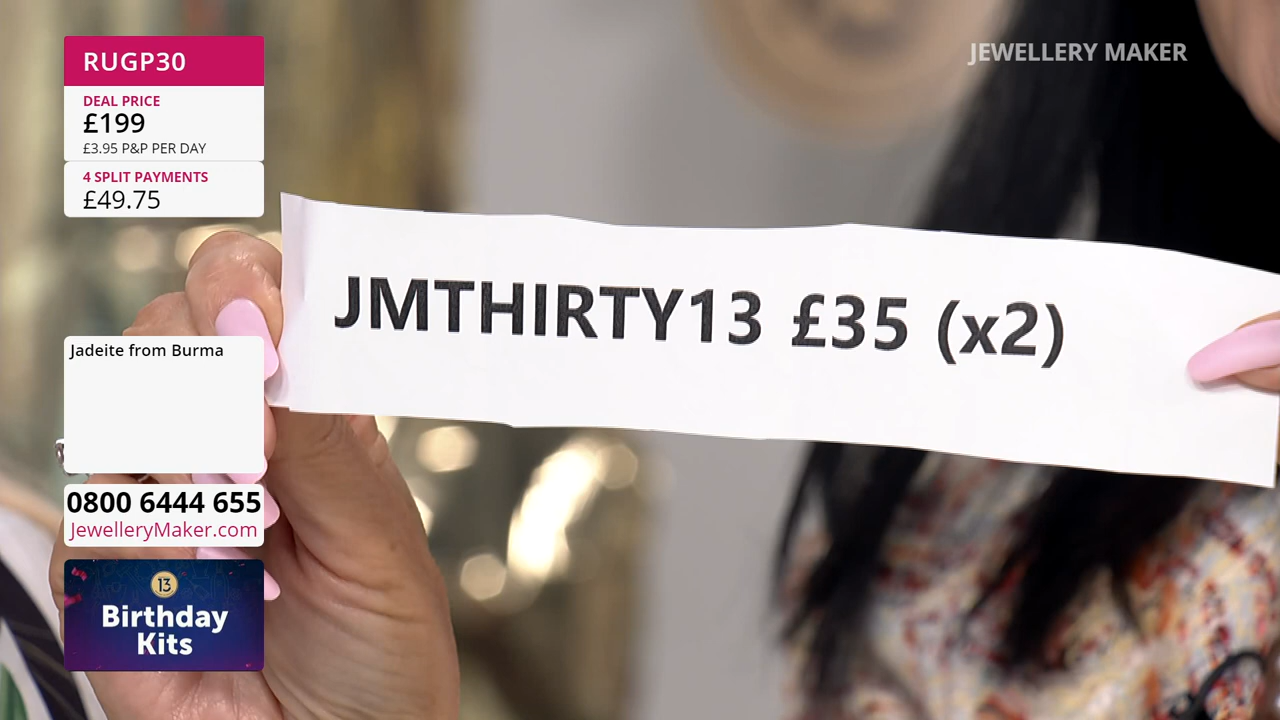 RUGP30
DEAL PRICE
£199
£3.95 P&P PER DAY
4 SPLIT PAYMENTS
£49.75
JEWELLERY MAKER
JMTHIRTY13 £35 (x2)
Jadeite from Burma
0800 6444 655
JewelleryMaker.com
13
Birthday
Kits